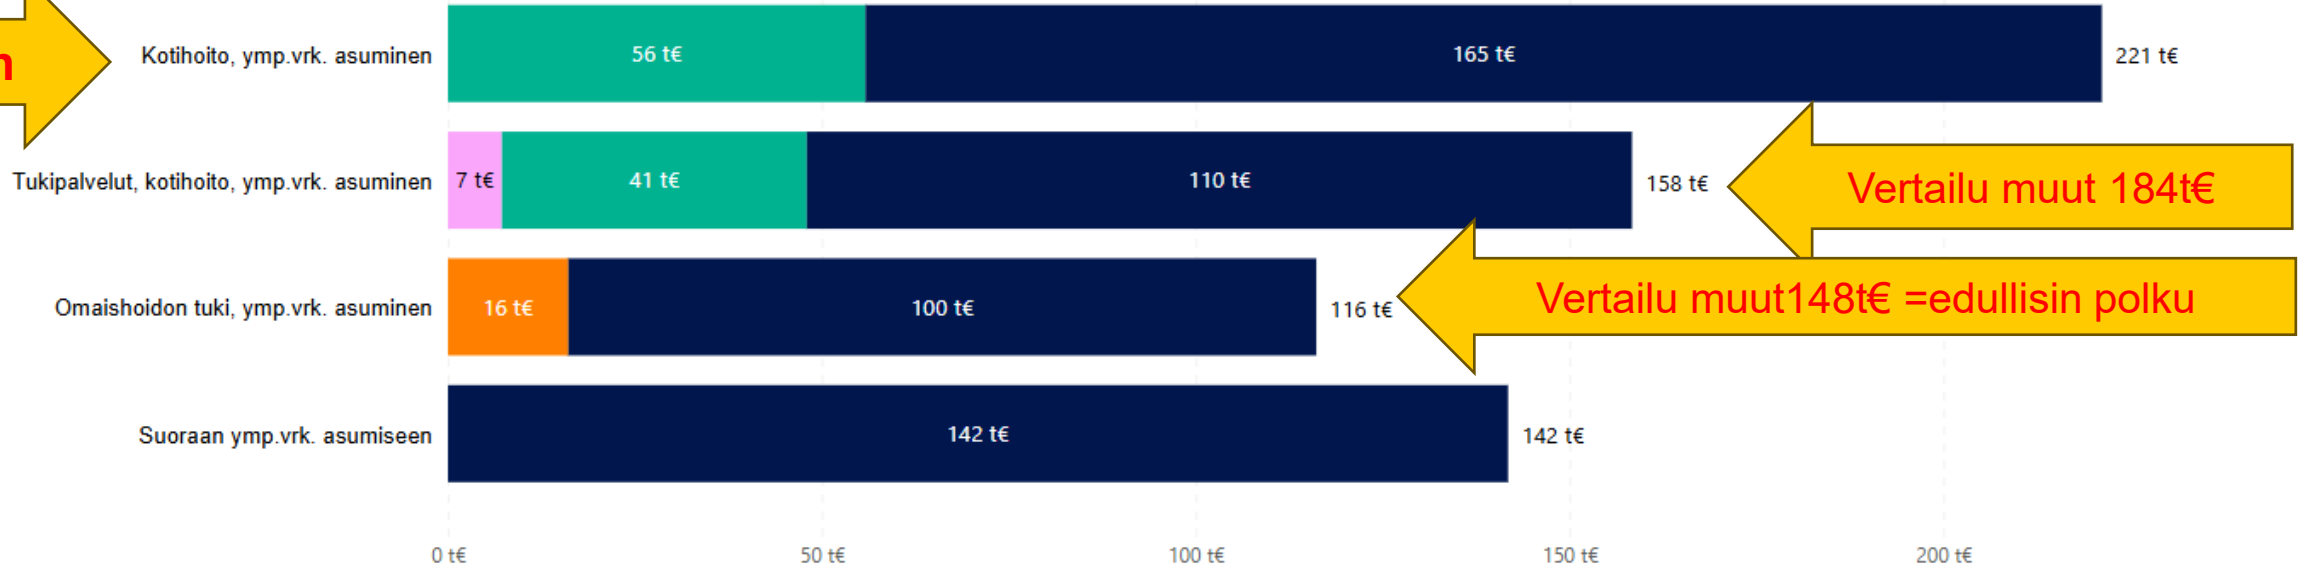 Kotihoito, ymp.vrk. asuminen 56 t€ 165 t€ 221 t€
Tukipalvelut, kotihoito, ymp.vrk. asuminen 7 t€ 41 t€ 110 t€ 158 t€ Vertailu muut 184t€
Omaishoidon tuki, ymp.vrk. asuminen 16 t€ 100 t€ 116 t€ Vertailu muut148t€ =edullisin polku
Suoraan ymp.vrk. asumiseen 142 t€ 142 t€
0 t€ 50 t€ 100 t€ 150 t€ 200 t€